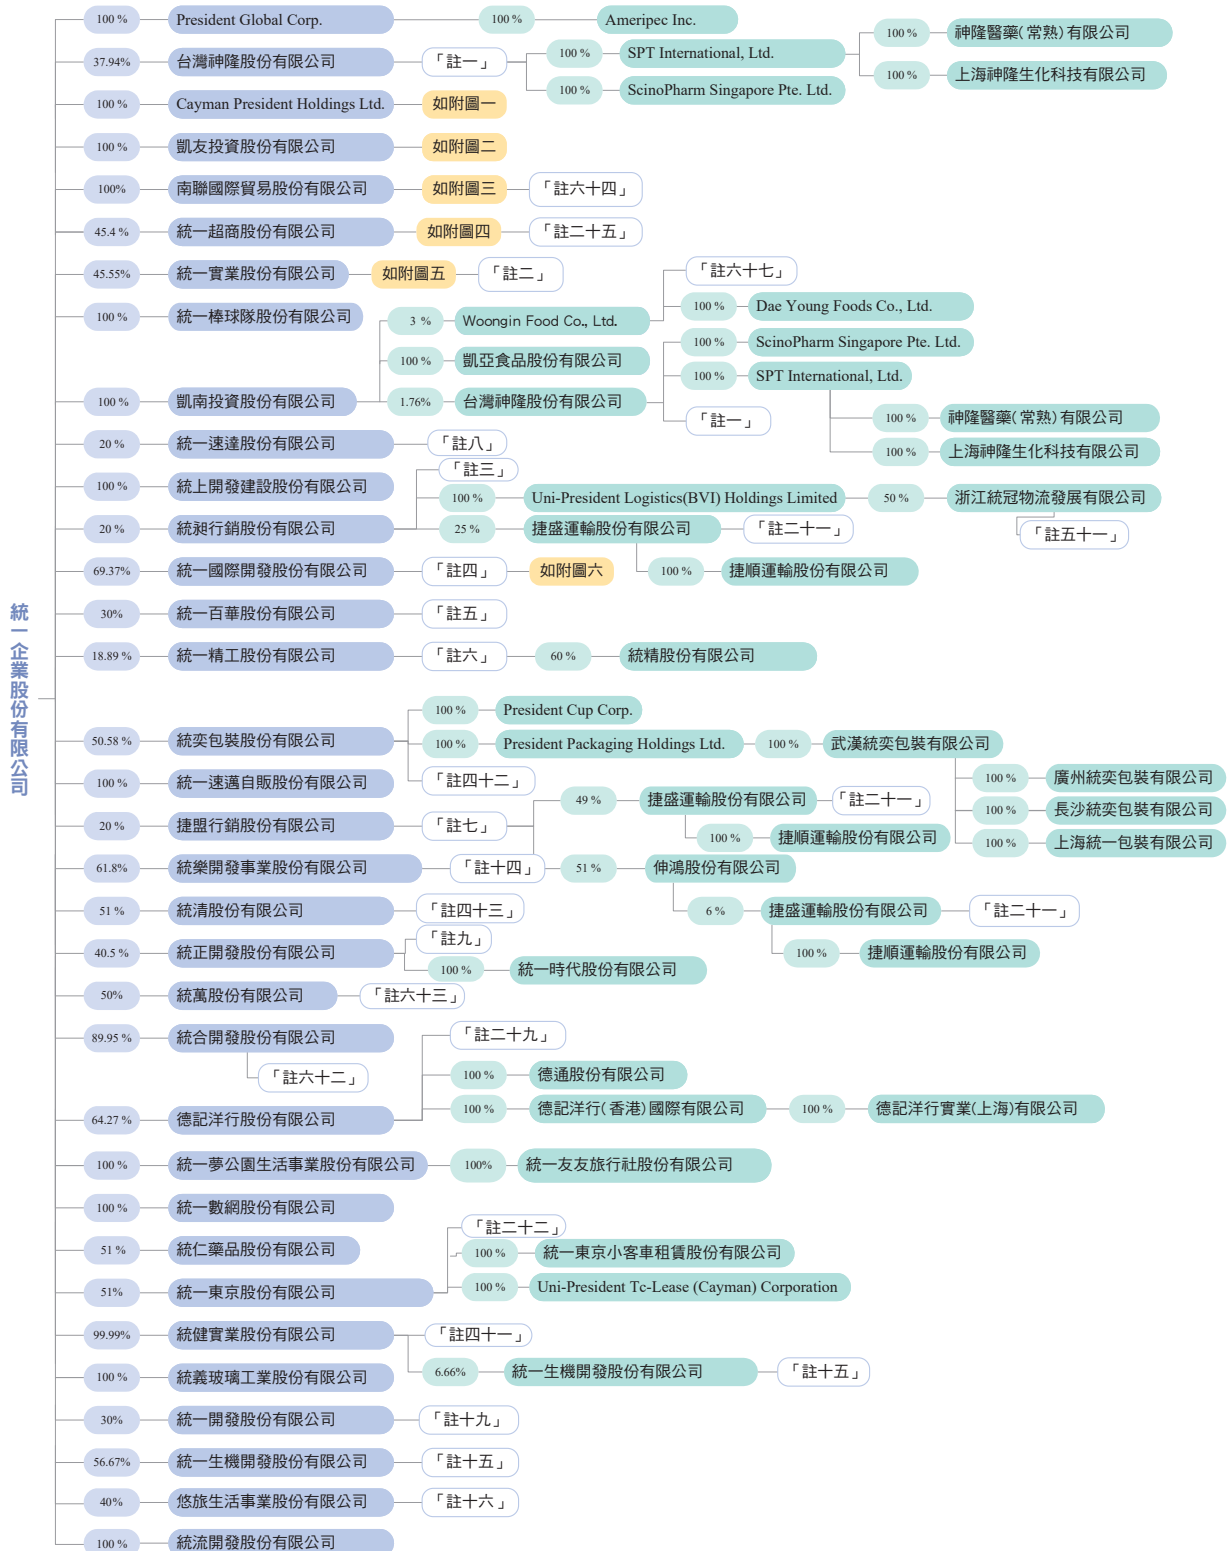 統一企業股份有限公司
100 % President Global Corp. 100 % Ameripec Inc.
100 % 神隆醫藥(常熟)有限公司
37.94% 台灣神隆股份有限公司 「註一」 100 % SPT International, Ltd.
100 % 上海神隆生化科技有限公司
100 % ScinoPharm Singapore Pte. Ltd.
100 % Cayman President Holdings Ltd. 如附圖一
100 % 凱友投資股份有限公司 如附圖二
100% 南聯國際貿易股份有限公司 如附圖三 「註六十四」
45.4 % 統一超商股份有限公司 如附圖四 「註二十五」
45.55% 統一實業股份有限公司 如附圖五 「註二」
「註六十七」
100 % 統一棒球隊股份有限公司
3 % Woongin Food Co., Ltd. 100 % Dae Young Foods Co., Ltd.
100 % ScinoPharm Singapore Pte. Ltd.
100 % 凱亞食品股份有限公司
100 % SPT International, Ltd.
100 % 凱南投資股份有限公司 1.76% 台灣神隆股份有限公司
「註一」
100 % 神隆醫藥(常熟)有限公司
100 % 上海神隆生化科技有限公司
20 % 統一速達股份有限公司 「註八」
「註三」
100 % 統上開發建設股份有限公司
100 % Uni-President Logistics(BVI) Holdings Limited 50 % 浙江統冠物流發展有限公司
「註五十一」
20 % 統昶行銷股份有限公司 25 % 捷盛運輸股份有限公司 「註二十一」
100 % 捷順運輸股份有限公司
69.37% 統一國際開發股份有限公司 「註四」 如附圖六
30% 統一百華股份有限公司 「註五」
18.89 % 統一精工股份有限公司 「註六」 60 % 統精股份有限公司
100 % President Cup Corp.
50.58 % 統奕包裝股份有限公司 100 % President Packaging Holdings Ltd. 100 % 武漢統奕包裝有限公司
「註四十二」
100 % 廣州統奕包裝有限公司
100 % 長沙統奕包裝有限公司
100 % 上海統一包裝有限公司
100 % 統一速邁自販股份有限公司
49 % 捷盛運輸股份有限公司 「註二十一」
20 % 捷盟行銷股份有限公司 「註七」
100 % 捷順運輸股份有限公司
61.8% 統樂開發事業股份有限公司 「註十四」 51 % 伸鴻股份有限公司
51 % 統清股份有限公司 「註四十三」 6 % 捷盛運輸股份有限公司 「註二十一」
100 % 捷順運輸股份有限公司
「註九」
40.5 % 統正開發股份有限公司
100 % 統一時代股份有限公司
50% 統萬股份有限公司 「註六十三」
89.95 % 統合開發股份有限公司
「註六十二」
「註二十九」
100 % 德通股份有限公司
100 % 德記洋行(香港)國際有限公司 100 % 德記洋行實業(上海)有限公司
64.27 % 德記洋行股份有限公司
100 % 統一夢公園生活事業股份有限公司 100% 統一友友旅行社股份有限公司
100 % 統一數網股份有限公司
「註二十二」
51 % 統仁藥品股份有限公司
100 % 統一東京小客車租賃股份有限公司
51% 統一東京股份有限公司 100 % Uni-President Tc-Lease (Cayman) Corporation
99.99% 統健實業股份有限公司 「註四十一」
6.66% 統一生機開發股份有限公司 「註十五」
100 % 統義玻璃工業股份有限公司
30% 統一開發股份有限公司 「註十九」
56.67% 統一生機開發股份有限公司 「註十五」
40% 悠旅生活事業股份有限公司 「註十六」
100 % 統流開發股份有限公司